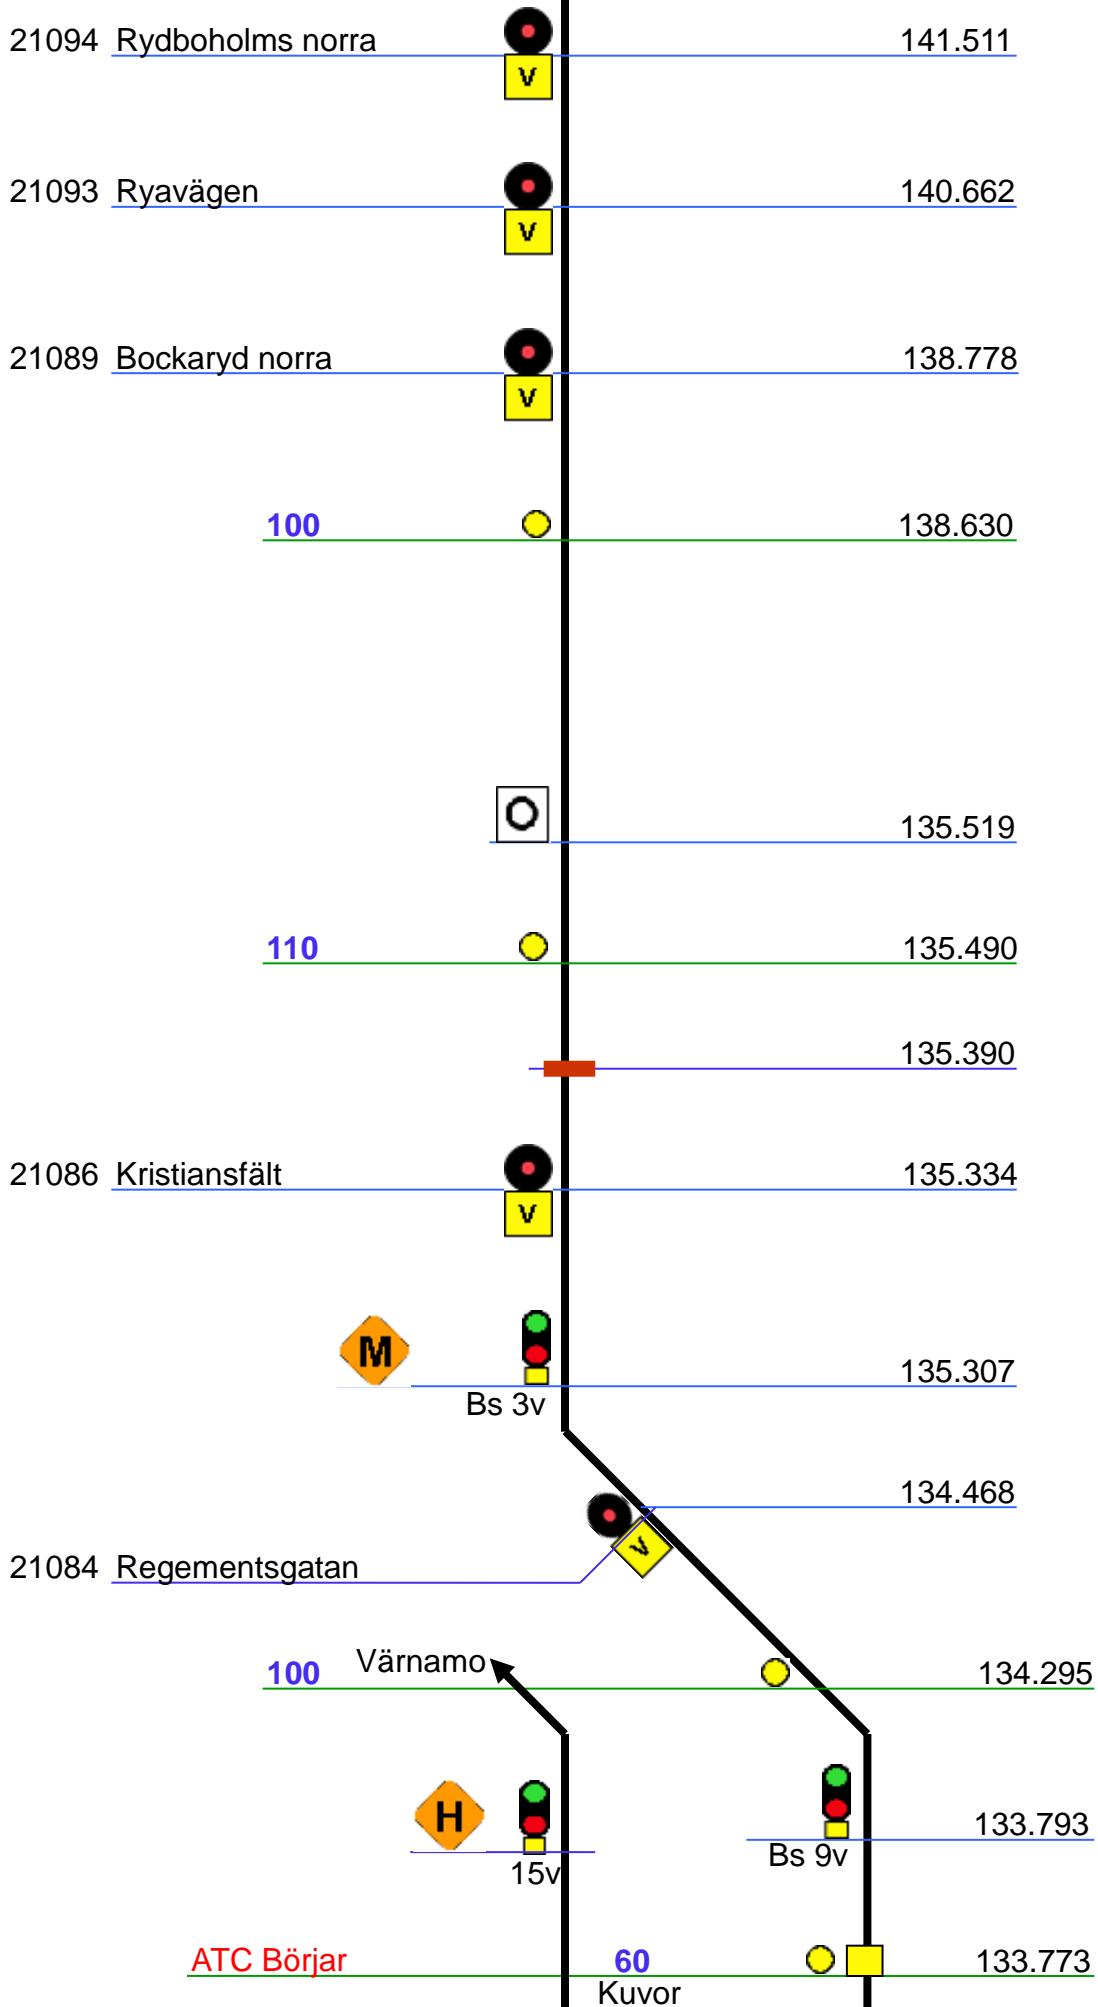 21094 Rydboholms norra 141.511
V
21093 Ryavägen 140.662
V
21089 Bockaryd norra 138.778
V
100 138.630
O 135.519
110 135.490
135.390
21086 Kristiansfält 135.334
V
M 135.307
Bs 3v
134.468
V
21084 Regementsgatan
Värnamo
100 134.295
H 133.793
Bs 9v
15v
ATC Börjar 60 133.773
Kuvor